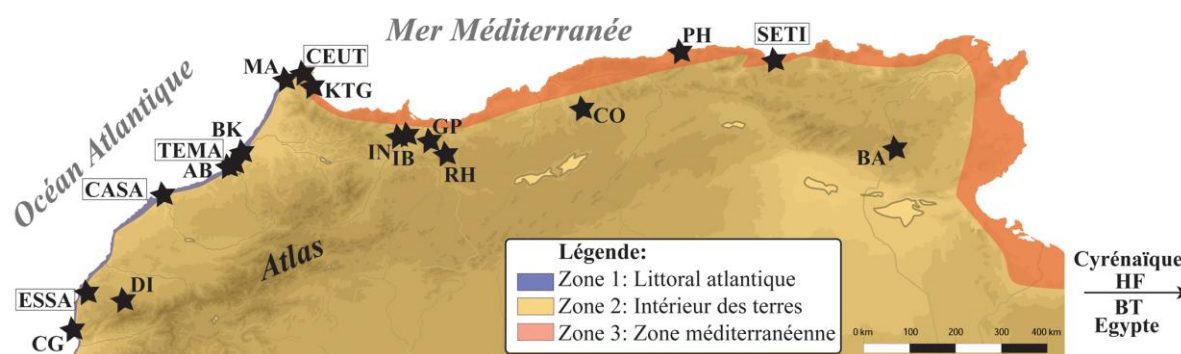 Mer Méditerranée
Océan Atlantique
PH
SETI
MA
CEUT
KTG
BK
TEMA
AB
CASA
IN
IB
GP
RH
CO
BA
Atlas
ESSA
DI
CG
Légende:
Zone 1: Littoral atlantique
Zone 2: Intérieur des terres
Zone 3: Zone méditerranéenne
0 km 100 200 300 400 km
Cyrénaïque
HF
BT
Egypte